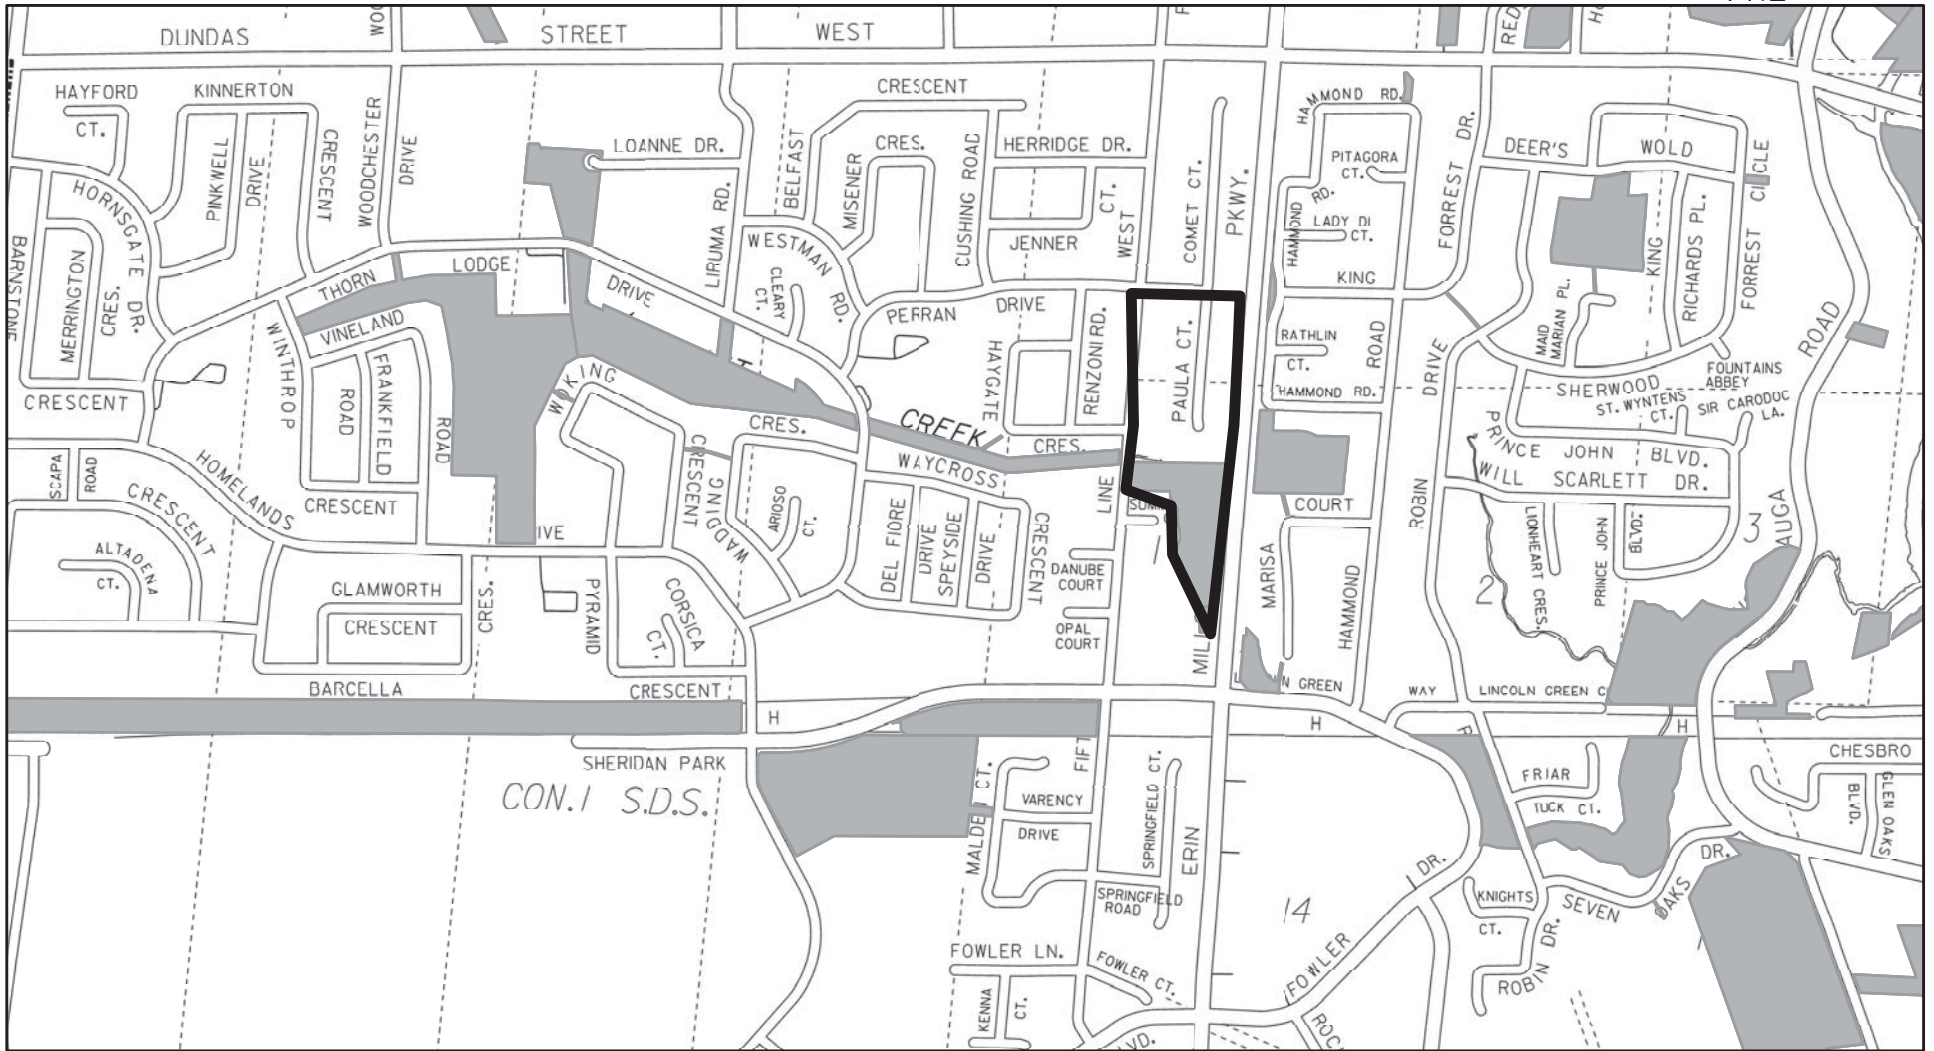 DUNDAS
STREET
WEST
HAYFORD
CT.
KINNERTON
CRESCENT
PINKWELL
DRIVE
WOODCHESTER
DRIVE
LOANNE DR.
LIRUMA RD.
BELFAST
CRESCENT
MISENER
CRES.
CUSHING ROAD
HERRIDGE DR.
CT.
JENNER
WEST
COMET CT.
PKWY.
HAMMOND RD.
PITAGORA
CT.
RD.
HAMMOND
LADY DI
CT.
KING
FORREST DR.
DEER'S
WOLD
KING
RICHARDS PL.
FORREST CIRCLE
MAID
MARIAN PL.
ROAD
HORNSGATE DR.
BARNSTONE
MERRINGTON
CRES.
CRESCENT
THORN
LODGE
DRIVE
WESTMAN RD.
CLEARY
CT.
PEFRAN
DRIVE
VINELAND
ROAD
WINTHROP
FRANKFIELD
ROAD
CRESCENT
WOKING
CRESCENT
HAYGATE
CRES.
RENZONI RD.
PAULA CT.
RATHLIN
CT.
ROAD
HAMMOND RD.
DRIVE
ROBIN
SHERWOOD
FOUNTAINS
ABBEY
ST. WYNTENS
CT.
SIR CARODOC
LA.
PRINCE JOHN BLVD.
WILL SCARLETT DR.
CREEK
CRES.
WAYCROSS
CRESCENT
WADING
ARIOSO
CT.
DEL FIORE
DRIVE
SPEYSIDE
DRIVE
LINE
DANUBE
COURT
OPAL
COURT
1
COURT
MARISA
HAMMOND
2
3
LIONHEART CRES.
PRINCE JOHN
BLVD.
SCAPA
ROAD
CRESCENT
HOMELANDS
ALTADENA
CT.
GLAMWORTH
CRESCENT
CRES.
PYRAMID
CORSICA
CT.
BARCELLA
CRESCENT
GREEN
WAY
LINCOLN GREEN
H
H
H
SHERIDAN PARK
CON.I S.D.S.
CT.
VARENCY
DRIVE
SPRINGFIELD CT.
SPRINGFIELD
ROAD
ERIN
FOWLER LN.
FOWLER CT.
KENNA
CT.
14
FOWLER
DR.
FRIAR
TUCK CT.
KNIGHTS
CT.
ROBIN DR.
SEVEN
OAKS
DR.
CHESBRO
BLVD.
GLEN OAKS